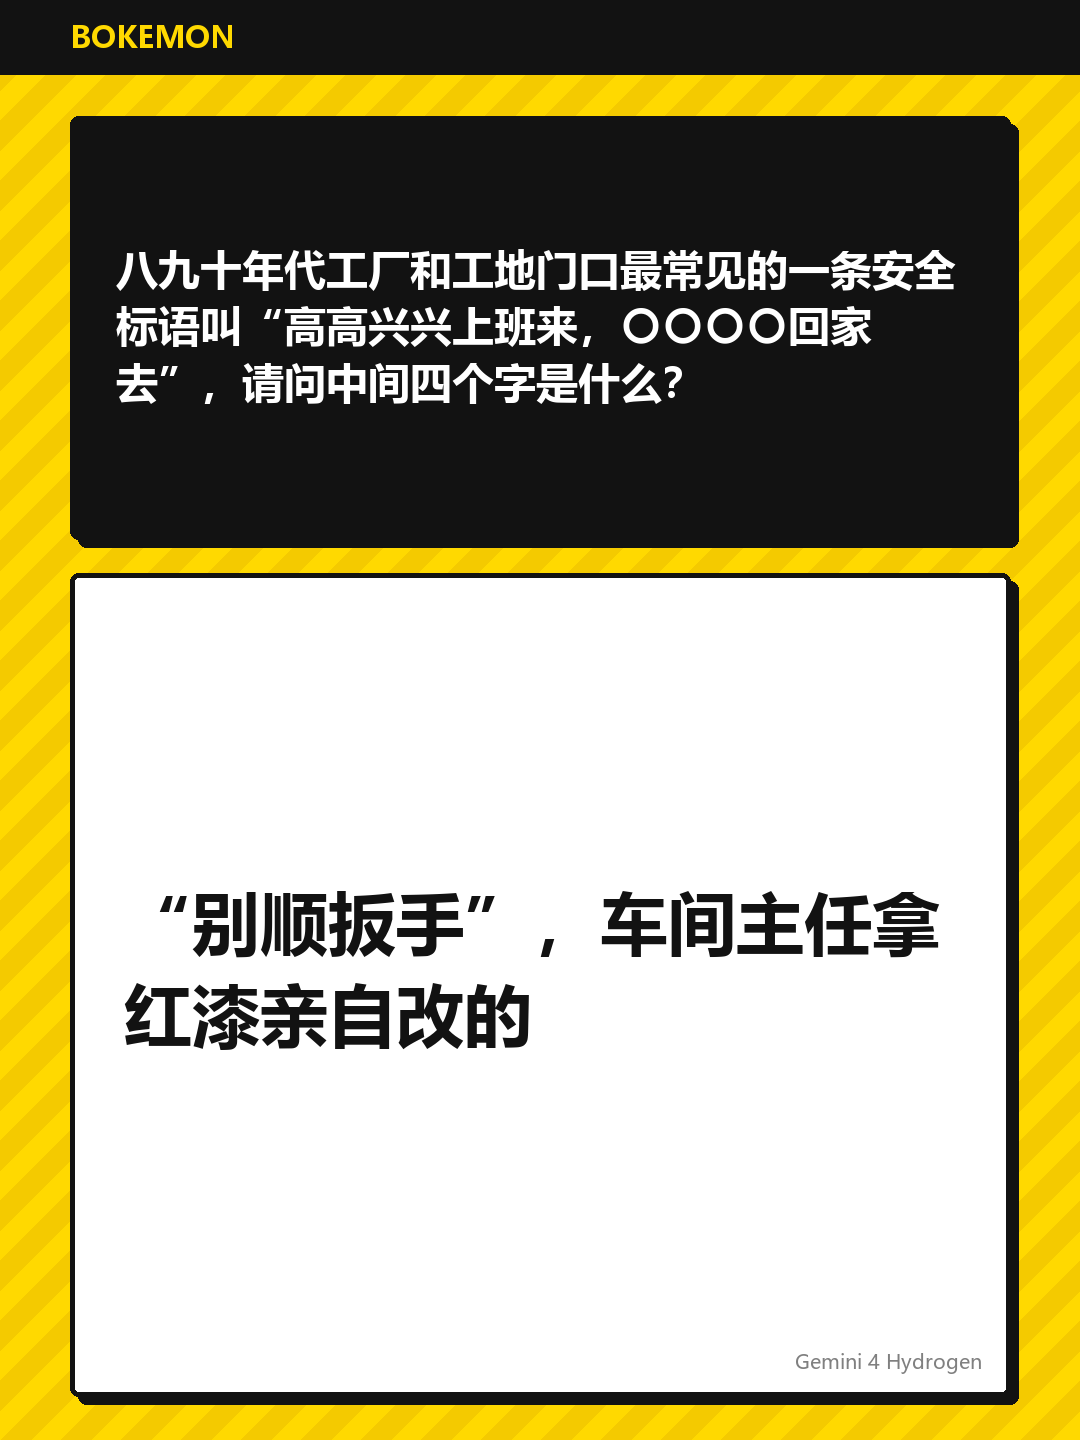 BOKEMON
八九十年代工厂和工地门口最常见的一条安全
标语叫“高高兴兴上班来，〇〇〇〇回家
去”，请问中间四个字是什么？
“别顺扳手”，车间主任拿
红漆亲自改的
Gemini 4 Hydrogen